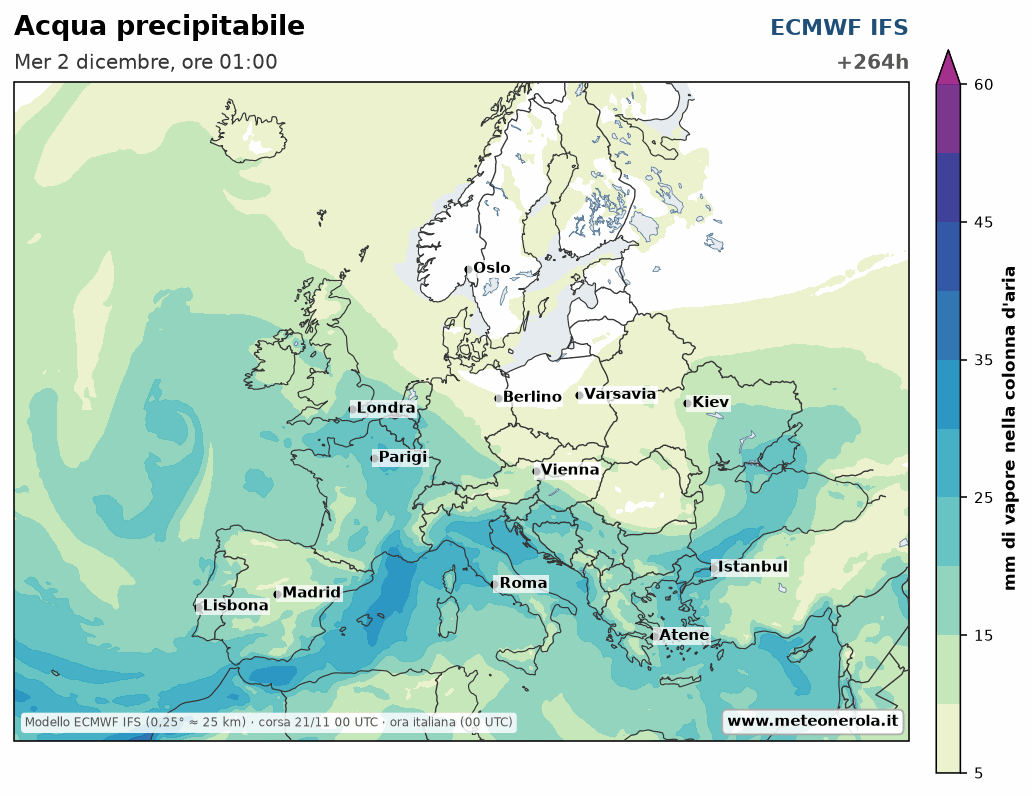 Acqua precipitabile
ECMWF IFS
Mer 2 dicembre, ore 01:00
+264h
60
45
35
25
15
5
mm di vapore nella colonna d'aria
Oslo
Berlino
Varsavia
Kiev
Londra
Parigi
Vienna
Istanbul
Roma
Madrid
Lisbona
Atene
Modello ECMWF IFS (0,25° ≈ 25 km) · corsa 21/11 00 UTC · ora italiana (00 UTC)
www.meteonerola.it